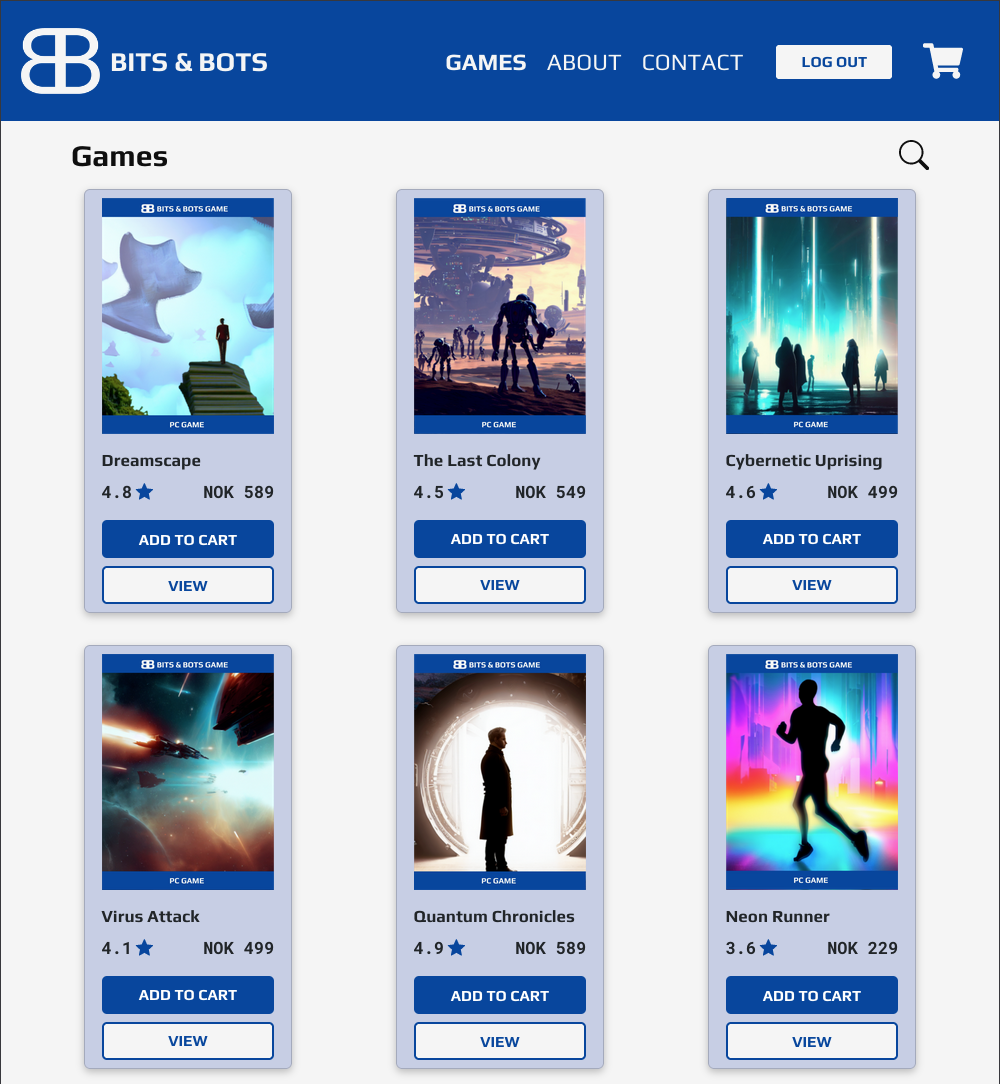 BB BITS & BOTS GAMES ABOUT CONTACT LOG OUT
Games
BB BITS & BOTS GAME BB BITS & BOTS GAME BB BITS & BOTS GAME
PC GAME PC GAME PC GAME
Dreamscape The Last Colony Cybernetic Uprising
4.8 NOK 589 4.5 NOK 549 4.6 NOK 499
ADD TO CART ADD TO CART ADD TO CART
VIEW VIEW VIEW
BB BITS & BOTS GAME BB BITS & BOTS GAME BB BITS & BOTS GAME
PC GAME PC GAME PC GAME
Virus Attack Quantum Chronicles Neon Runner
4.1 NOK 499 4.9 NOK 589 3.6 NOK 229
ADD TO CART ADD TO CART ADD TO CART
VIEW VIEW VIEW